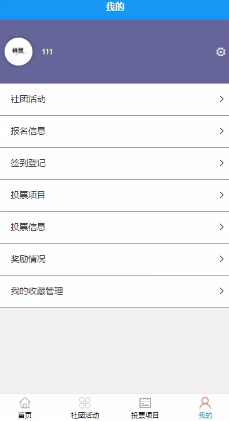 我的
111
社团活动
报名信息
签到登记
投票项目
投票信息
奖励情况
我的收藏管理
首页 社团活动 投票项目 我的